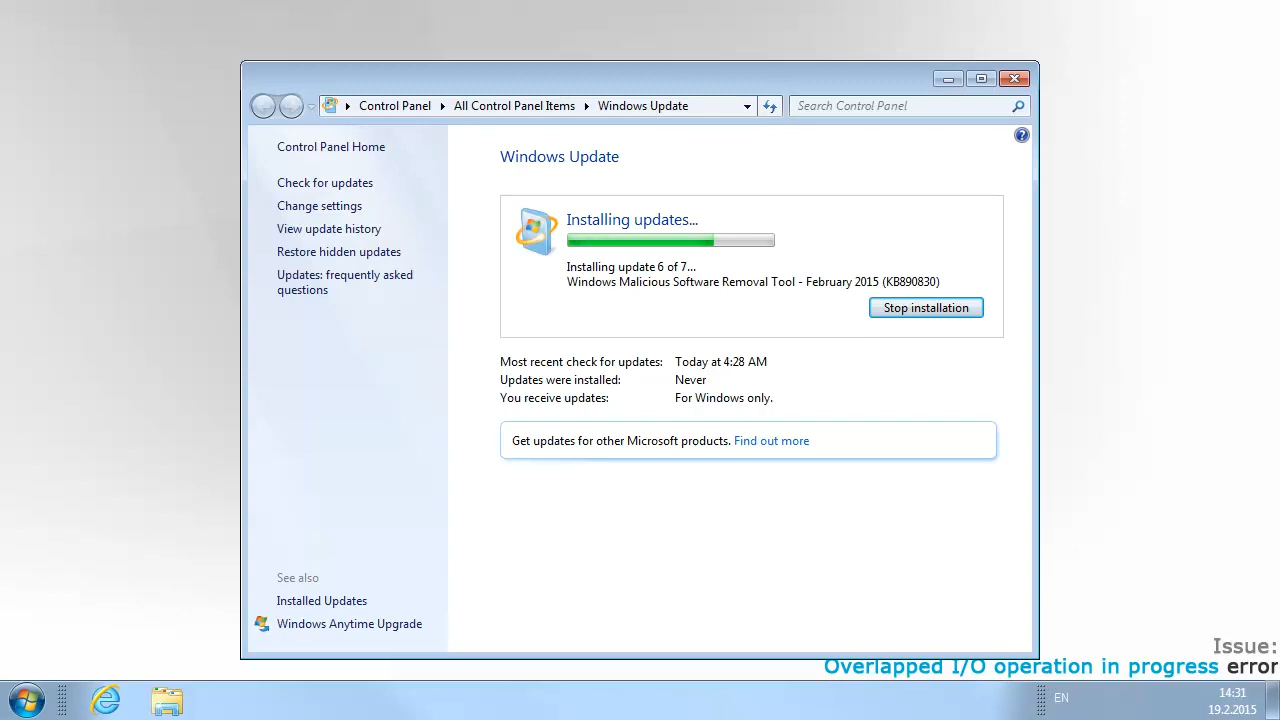 Control Panel
All Control Panel Items
Windows Update
Search Control Panel
Control Panel Home
Check for updates
Change settings
View update history
Restore hidden updates
Updates: frequently asked
questions
See also
Installed Updates
Windows Anytime Upgrade
Windows Update
Installing updates...
Installing update 6 of 7...
Windows Malicious Software Removal Tool - February 2015 (KB890830)
Stop installation
Most recent check for updates: Today at 4:28 AM
Updates were installed: Never
You receive updates: For Windows only.
Get updates for other Microsoft products. Find out more
Issue:
Overlapped I/O operation in progress error
EN
14:31
19.2.2015